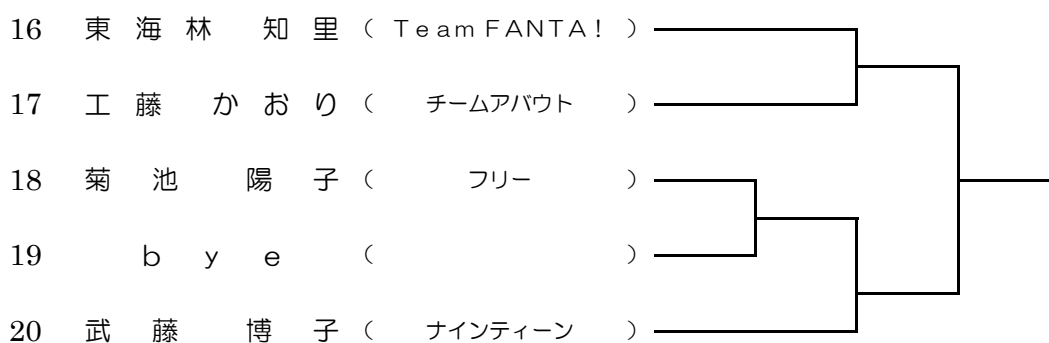 16 東海林 知里 ( Team FANTA! )
17 工藤 かおり ( チームアバウト )
18 菊池 陽子 ( フリー )
19 bye ( )
20 武藤 博子 ( ナインティーン )